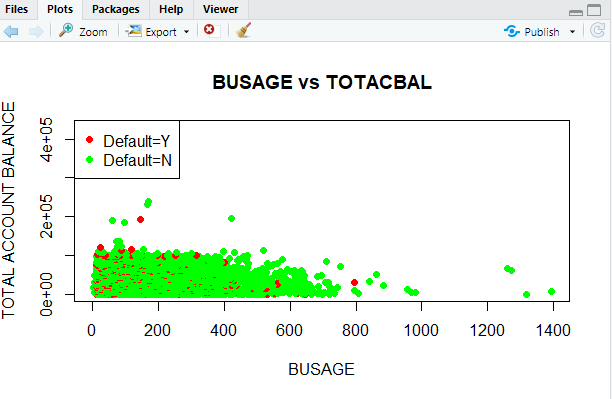 Files Plots Packages Help Viewer
Zoom Export Publish
BUSAGE vs TOTACBAL
TOTAL ACCOUNT BALANCE
4e+05
2e+05
0e+00
Default=Y
Default=N
0 200 400 600 800 1000 1200 1400
BUSAGE